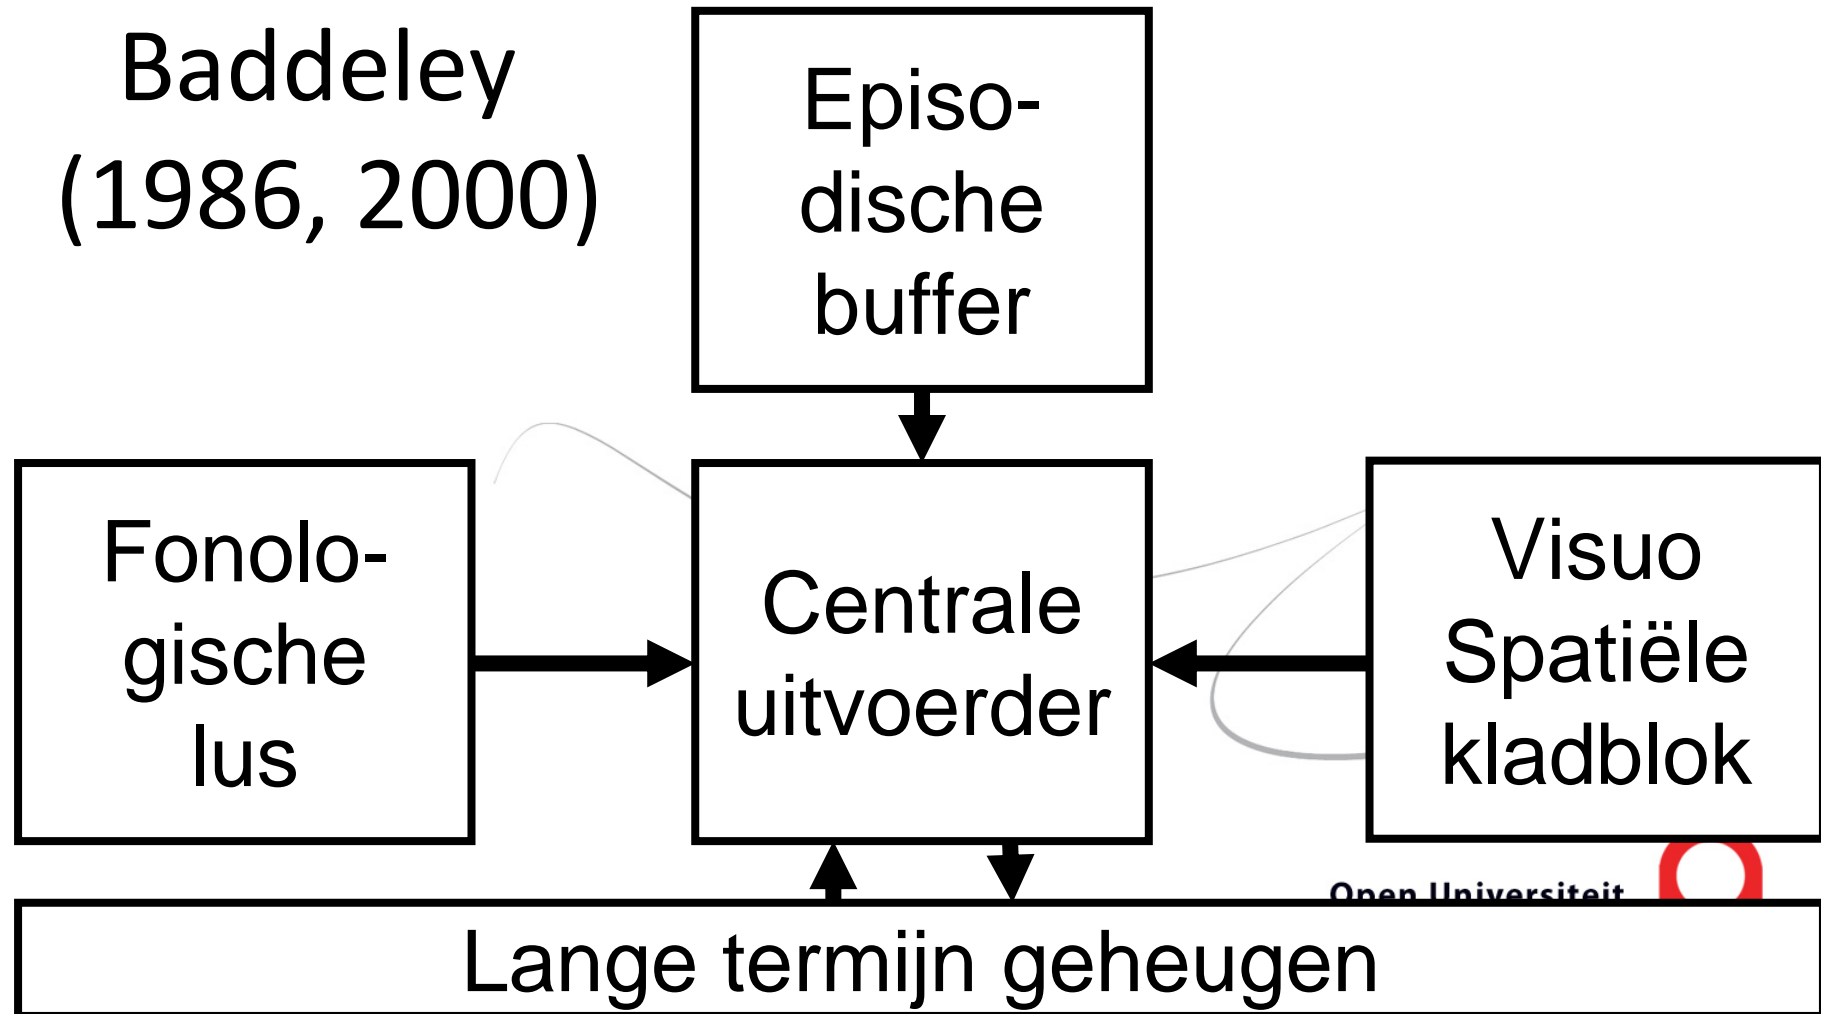 Baddeley
(1986, 2000)
Episo-
dische
buffer
Fonolo-
gische
lus
Centrale
uitvoerder
Visuo
Spatiële
kladblok
Open Universiteit
Lange termijn geheugen